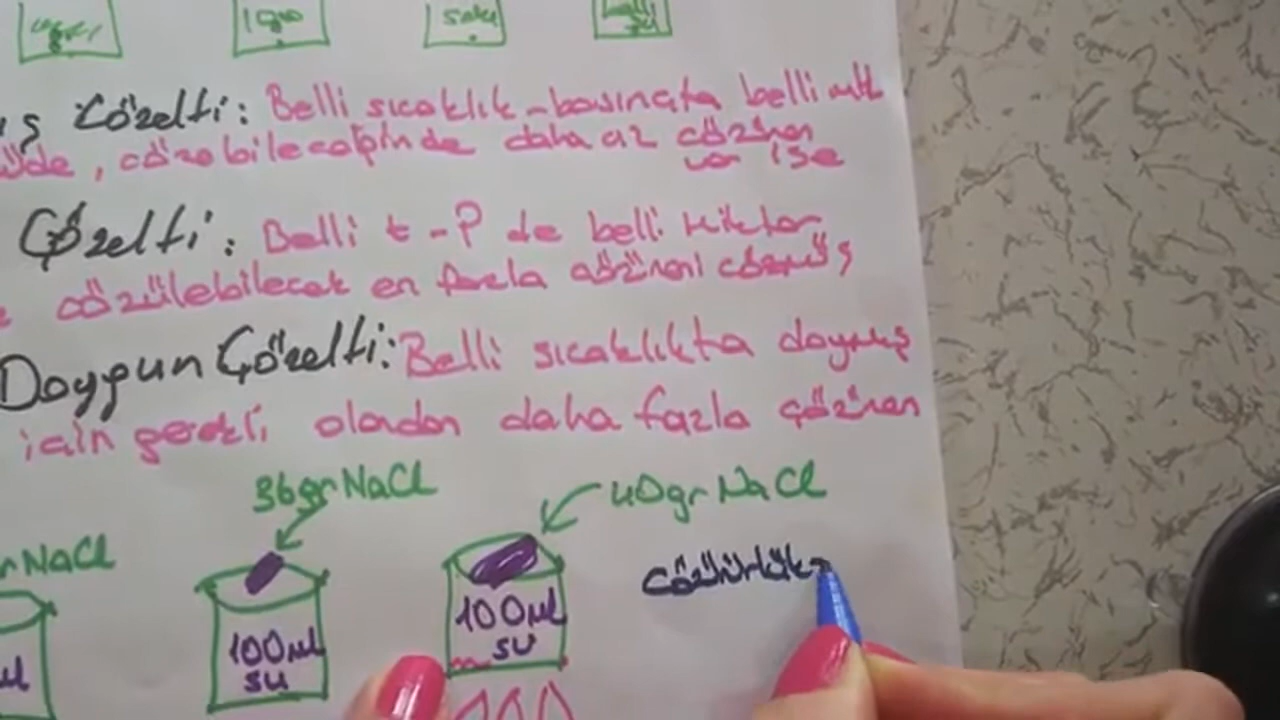 Çözelti: Belli sıcaklık-basınçta belli
, çözebileceğinde daha az çözünen
var ise
Çözelti: Belli t-P de belli miktar
çözülebilecek en fazla çözüneni çözmüş
Doygun Çözelti: Belli sıcaklıkta doymuş
için gerekli olandan daha fazla çözünen
36gr NaCl
40gr NaCl
NaCl
çözünürlük=
100ml
su
100ml
su